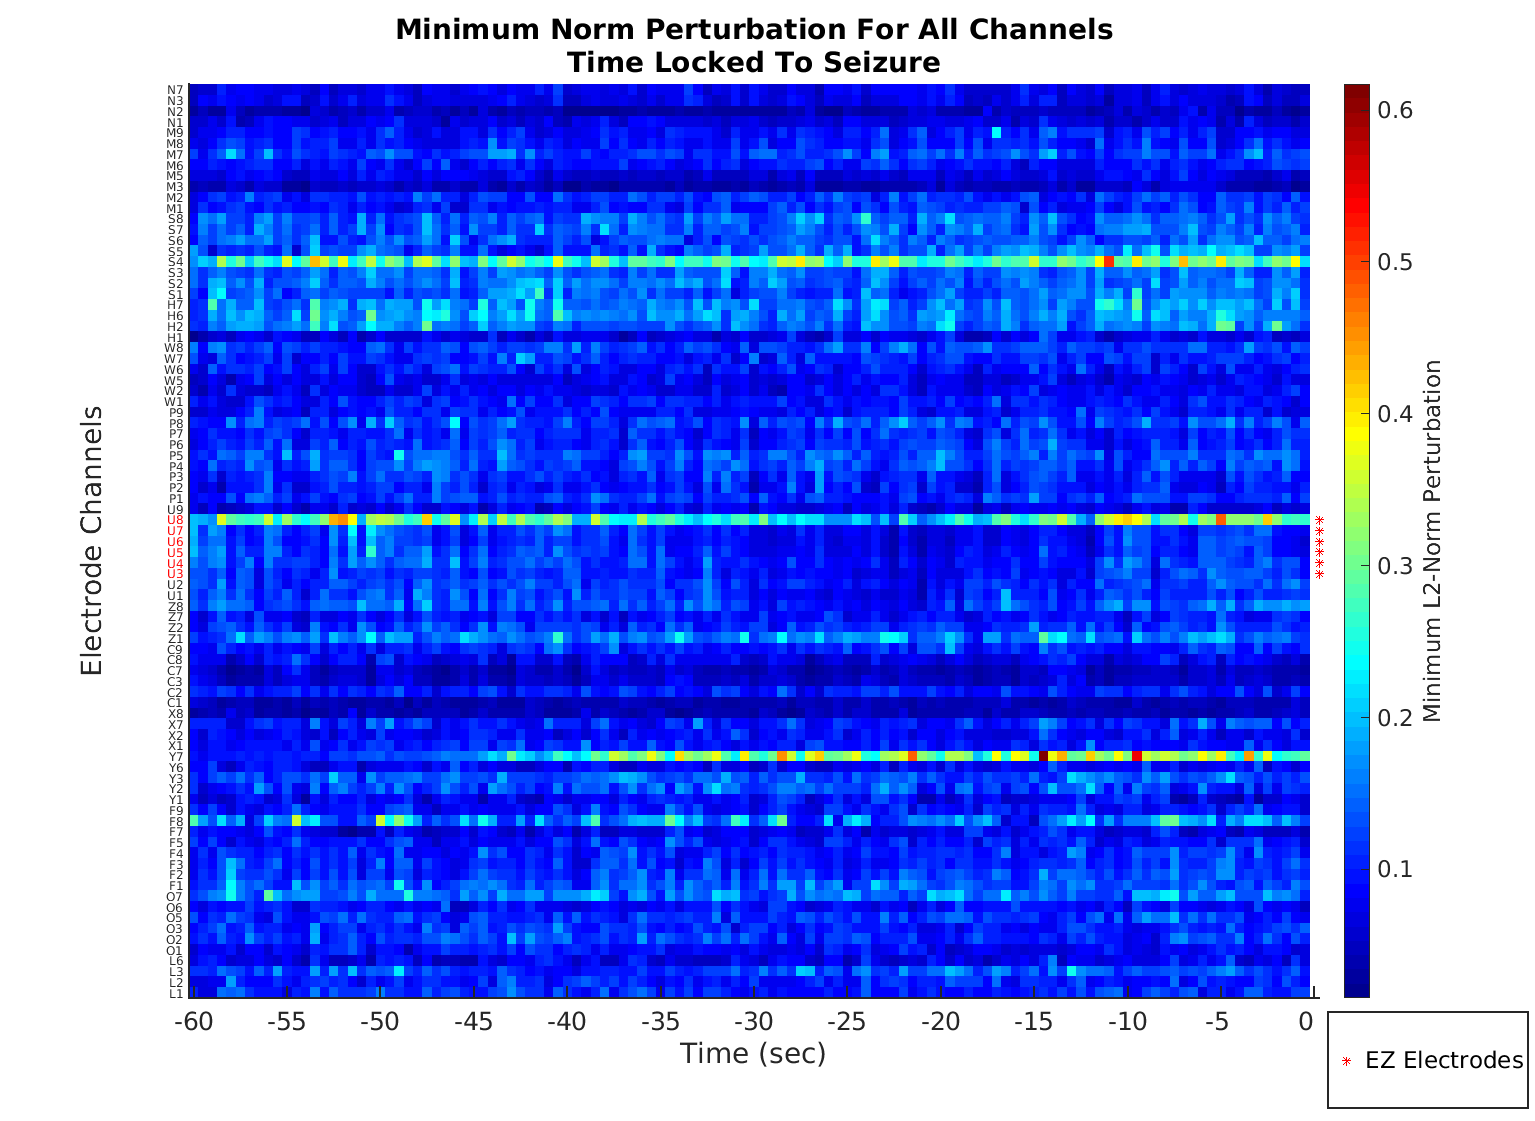 Minimum Norm Perturbation For All Channels
Time Locked To Seizure
N7
N3
N2
N1
M9
M8
M7
M6
M5
M3
M2
M1
S8
S7
S6
S5
S4
S3
S2
S1
H7
H6
H2
H1
W8
W7
W6
W5
W2
W1
P9
P8
P7
P6
P5
P4
P3
P2
P1
U9
U8
U7
U6
U5
U4
U3
U2
U1
Z8
Z7
Z2
Z1
C9
C8
C7
C3
C2
C1
X8
X7
X2
X1
Y7
Y6
Y3
Y2
Y1
F9
F8
F7
F5
F4
F3
F2
F1
O7
O6
O5
O3
O2
O1
L6
L3
L2
L1
Electrode Channels
-60 -55 -50 -45 -40 -35 -30 -25 -20 -15 -10 -5 0
Time (sec)
0.6
0.5
0.4
0.3
0.2
0.1
Minimum L2-Norm Perturbation
EZ Electrodes